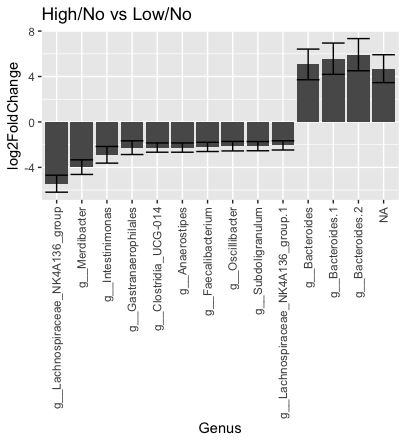 High/No vs Low/No
log2FoldChange
8
4
0
−4
g__Lachnospiraceae_NK4A136_group
g__Merdibacter
g__Intestinimonas
g__Gastranaerophilales
g__Clostridia_UCG-014
g__Anaerostipes
g__Faecalibacterium
g__Oscillibacter
g__Subdoligranulum
g__Lachnospiraceae_NK4A136_group.1
g__Bacteroides
g__Bacteroides.1
g__Bacteroides.2
NA
Genus